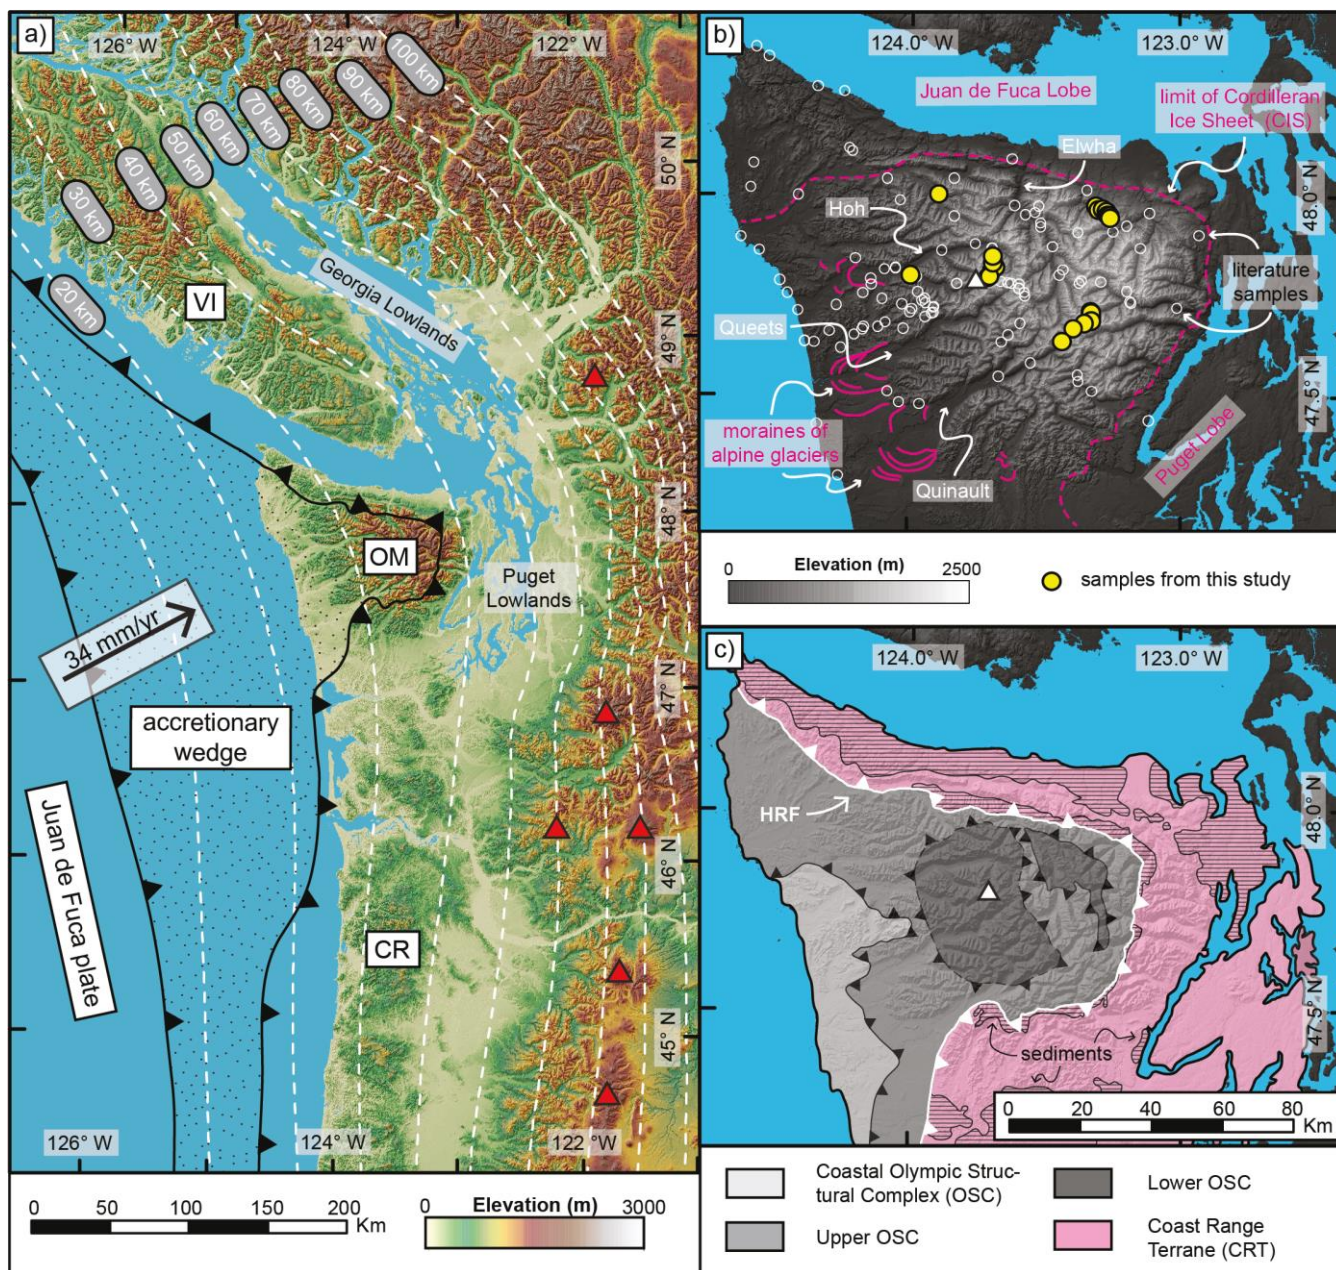 a)
126° W
124° W
122° W
100 km
90 km
80 km
70 km
60 km
50 km
40 km
30 km
20 km
50° N
49° N
48° N
47° N
46° N
45° N
VI
Georgia Lowlands
OM
Puget
Lowlands
34 mm/yr
accretionary
wedge
Juan de Fuca plate
CR
126° W
124° W
122° W
0
50
100
150
200
Km
Elevation (m)
0
3000
b)
124.0° W
123.0° W
Juan de Fuca Lobe
limit of Cordilleran
Ice Sheet (CIS)
Elwha
48.0° N
Hoh
literature
samples
Queets
47.5° N
moraines of
alpine glaciers
Puget Lobe
Quinault
Elevation (m)
0
2500
samples from this study
c)
124.0° W
123.0° W
48.0° N
HRF
47.5° N
sediments
0
20
40
60
80
Km
Coastal Olympic Struc-
tural Complex (OSC)
Lower OSC
Upper OSC
Coast Range
Terrane (CRT)